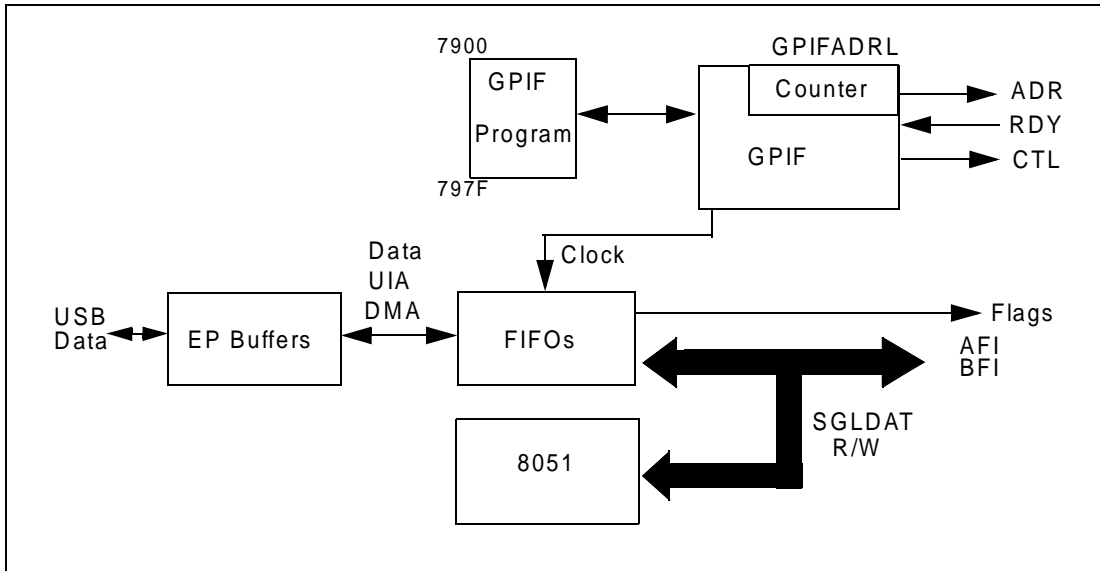 7900
GPIF
Program
797F
GPIFADRL
Counter
GPIF
ADR
RDY
CTL
Clock
Data
UIA
DMA
USB
Data
EP Buffers
FIFOs
Flags
AFI
BFI
SGLDAT
R/W
8051